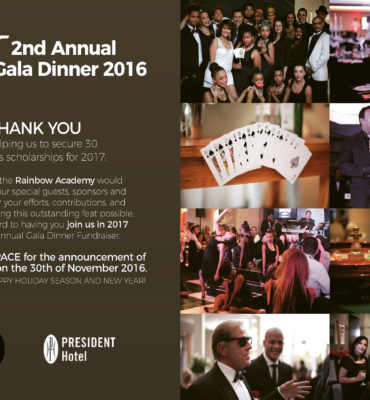 2nd Annual
Gala Dinner 2016
HANK YOU
lping us to secure 30
s scholarships for 2017.
the Rainbow Academy would
our special guests, sponsors and
r your efforts, contributions, and
ing this outstanding feat possible.
rd to having you join us in 2017
nnual Gala Dinner Fundraiser.
PACE for the announcement of
on the 30th of November 2016.
PPY HOLIDAY SEASON AND NEW YEAR!
PRESIDENT
Hotel